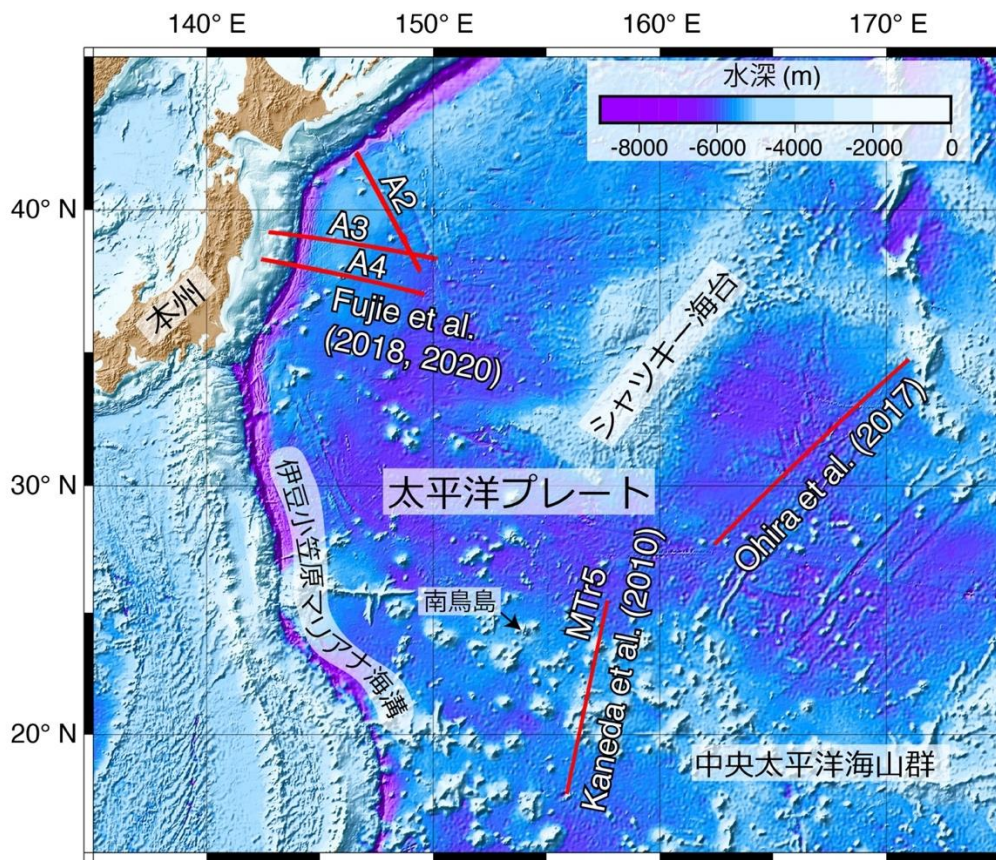 140° E
150° E
160° E
170° E
水深 (m)
-8000
-6000
-4000
-2000
0
40° N
A2
A3
A4
Fujie et al.
(2018, 2020)
本州
シャツキー海台
30° N
太平洋プレート
Ohira et al. (2017)
伊豆小笠原マリアナ海溝
南鳥島
MTr5
Kaneda et al. (2010)
20° N
中央太平洋海山群